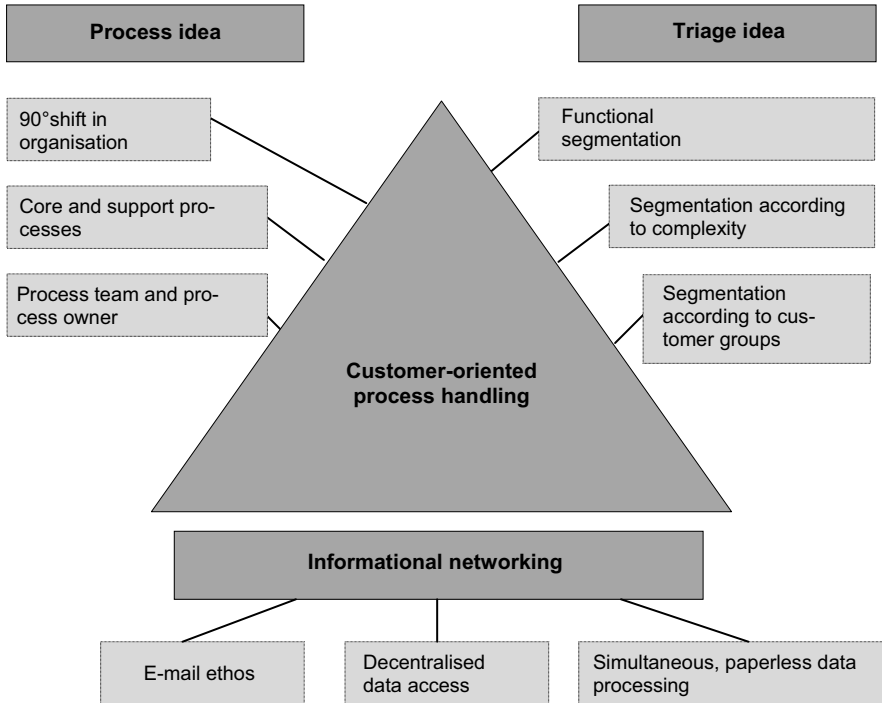 Process idea
Triage idea
90°shift in
organisation
Functional
segmentation
Core and support pro-
cesses
Segmentation according
to complexity
Process team and pro-
cess owner
Segmentation
according to cus-
tomer groups
Customer-oriented
process handling
Informational networking
E-mail ethos
Decentralised
data access
Simultaneous, paperless data
processing